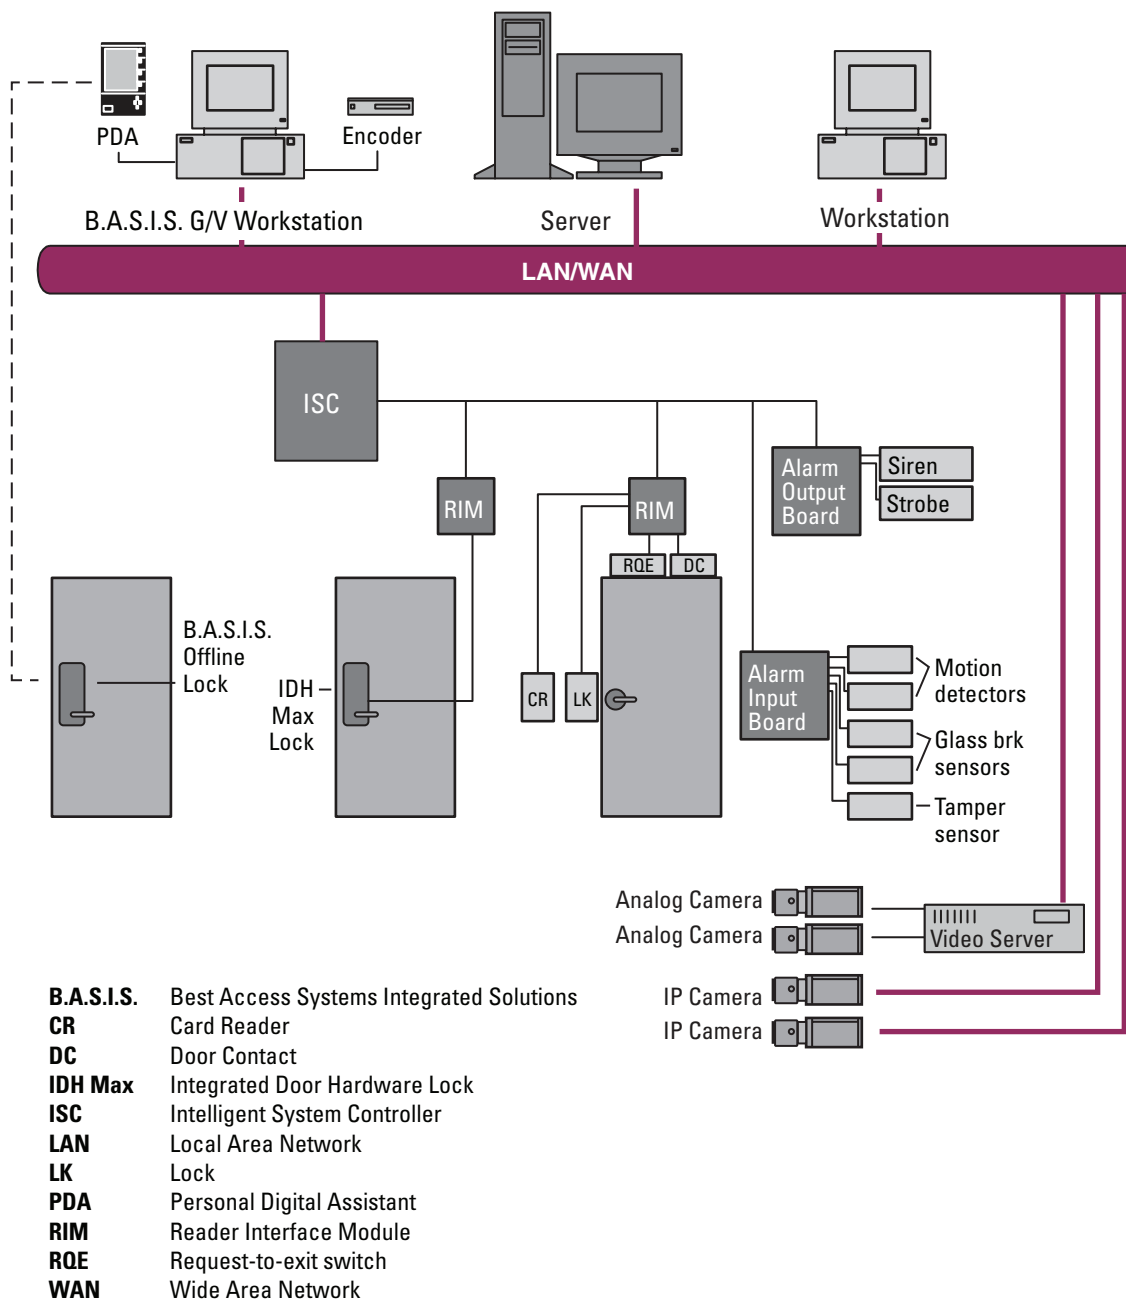 PDA
Encoder
B.A.S.I.S. G/V Workstation
Server
Workstation
LAN/WAN
ISC
RIM
RIM
Alarm
Output
Board
Siren
Strobe
RQE
DC
B.A.S.I.S.
Offline
Lock
IDH
Max
Lock
CR
LK
Alarm
Input
Board
Motion
detectors
Glass brk
sensors
Tamper
sensor
Analog Camera
Analog Camera
Video Server
IP Camera
IP Camera
B.A.S.I.S. Best Access Systems Integrated Solutions
CR Card Reader
DC Door Contact
IDH Max Integrated Door Hardware Lock
ISC Intelligent System Controller
LAN Local Area Network
LK Lock
PDA Personal Digital Assistant
RIM Reader Interface Module
RQE Request-to-exit switch
WAN Wide Area Network